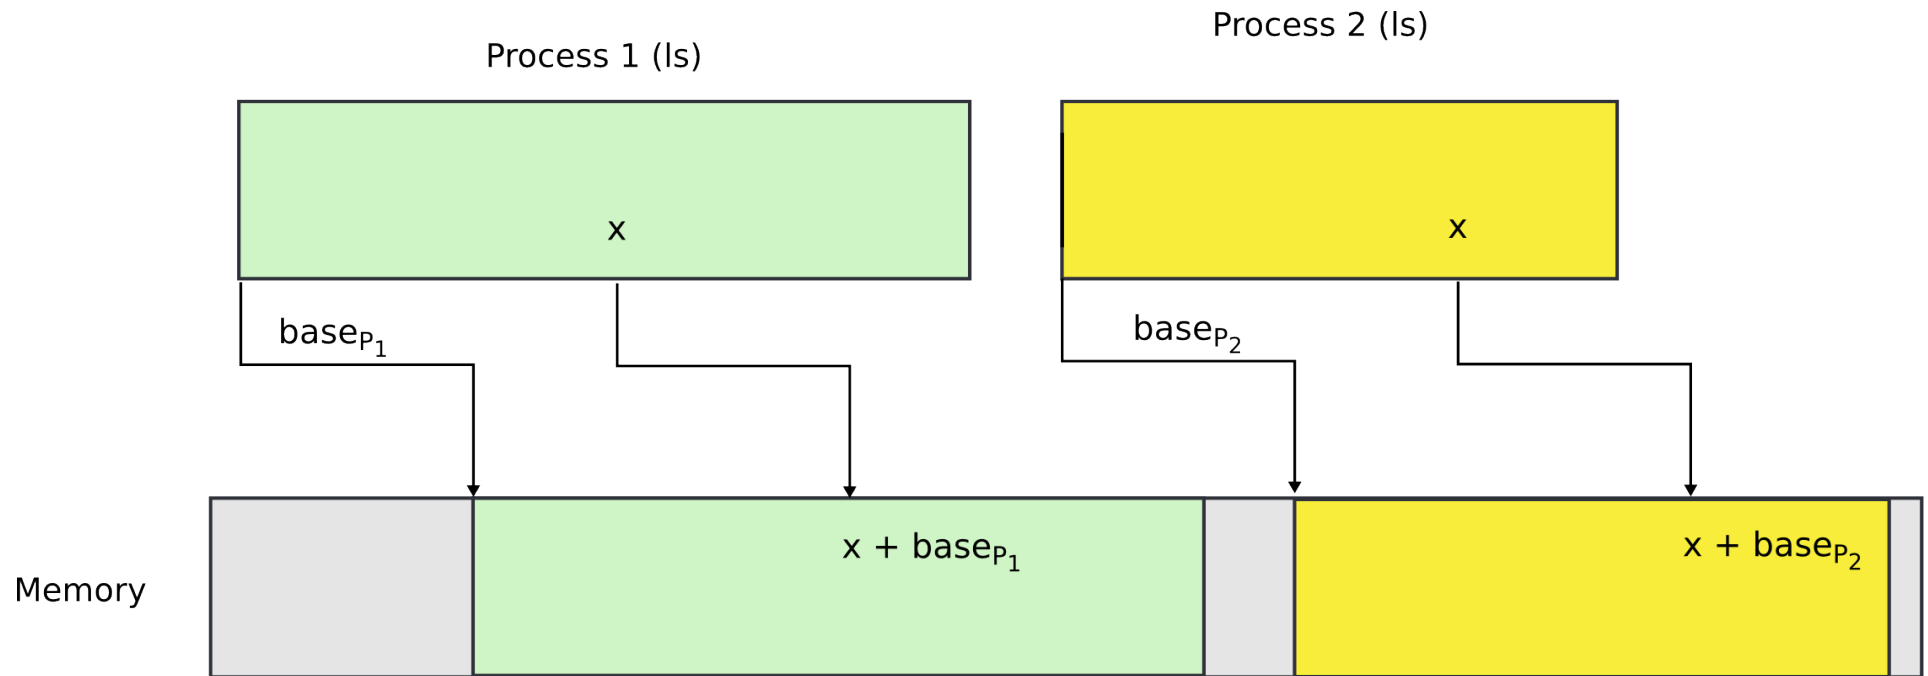 Process 1 (ls)
Process 2 (ls)
x
x
baseP1
baseP2
x + baseP1
x + baseP2
Memory